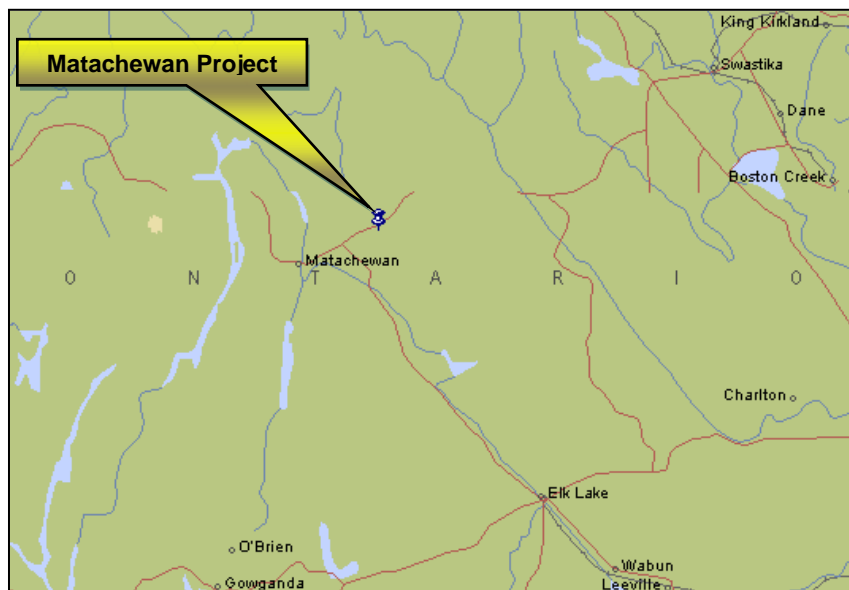 King Kirkland
Matachewan Project
Swastika
Dane
Boston Creek
Matachewan
O N T A R I O
Charlton
Elk Lake
O'Brien
Wabun
Gowganda
Leeville